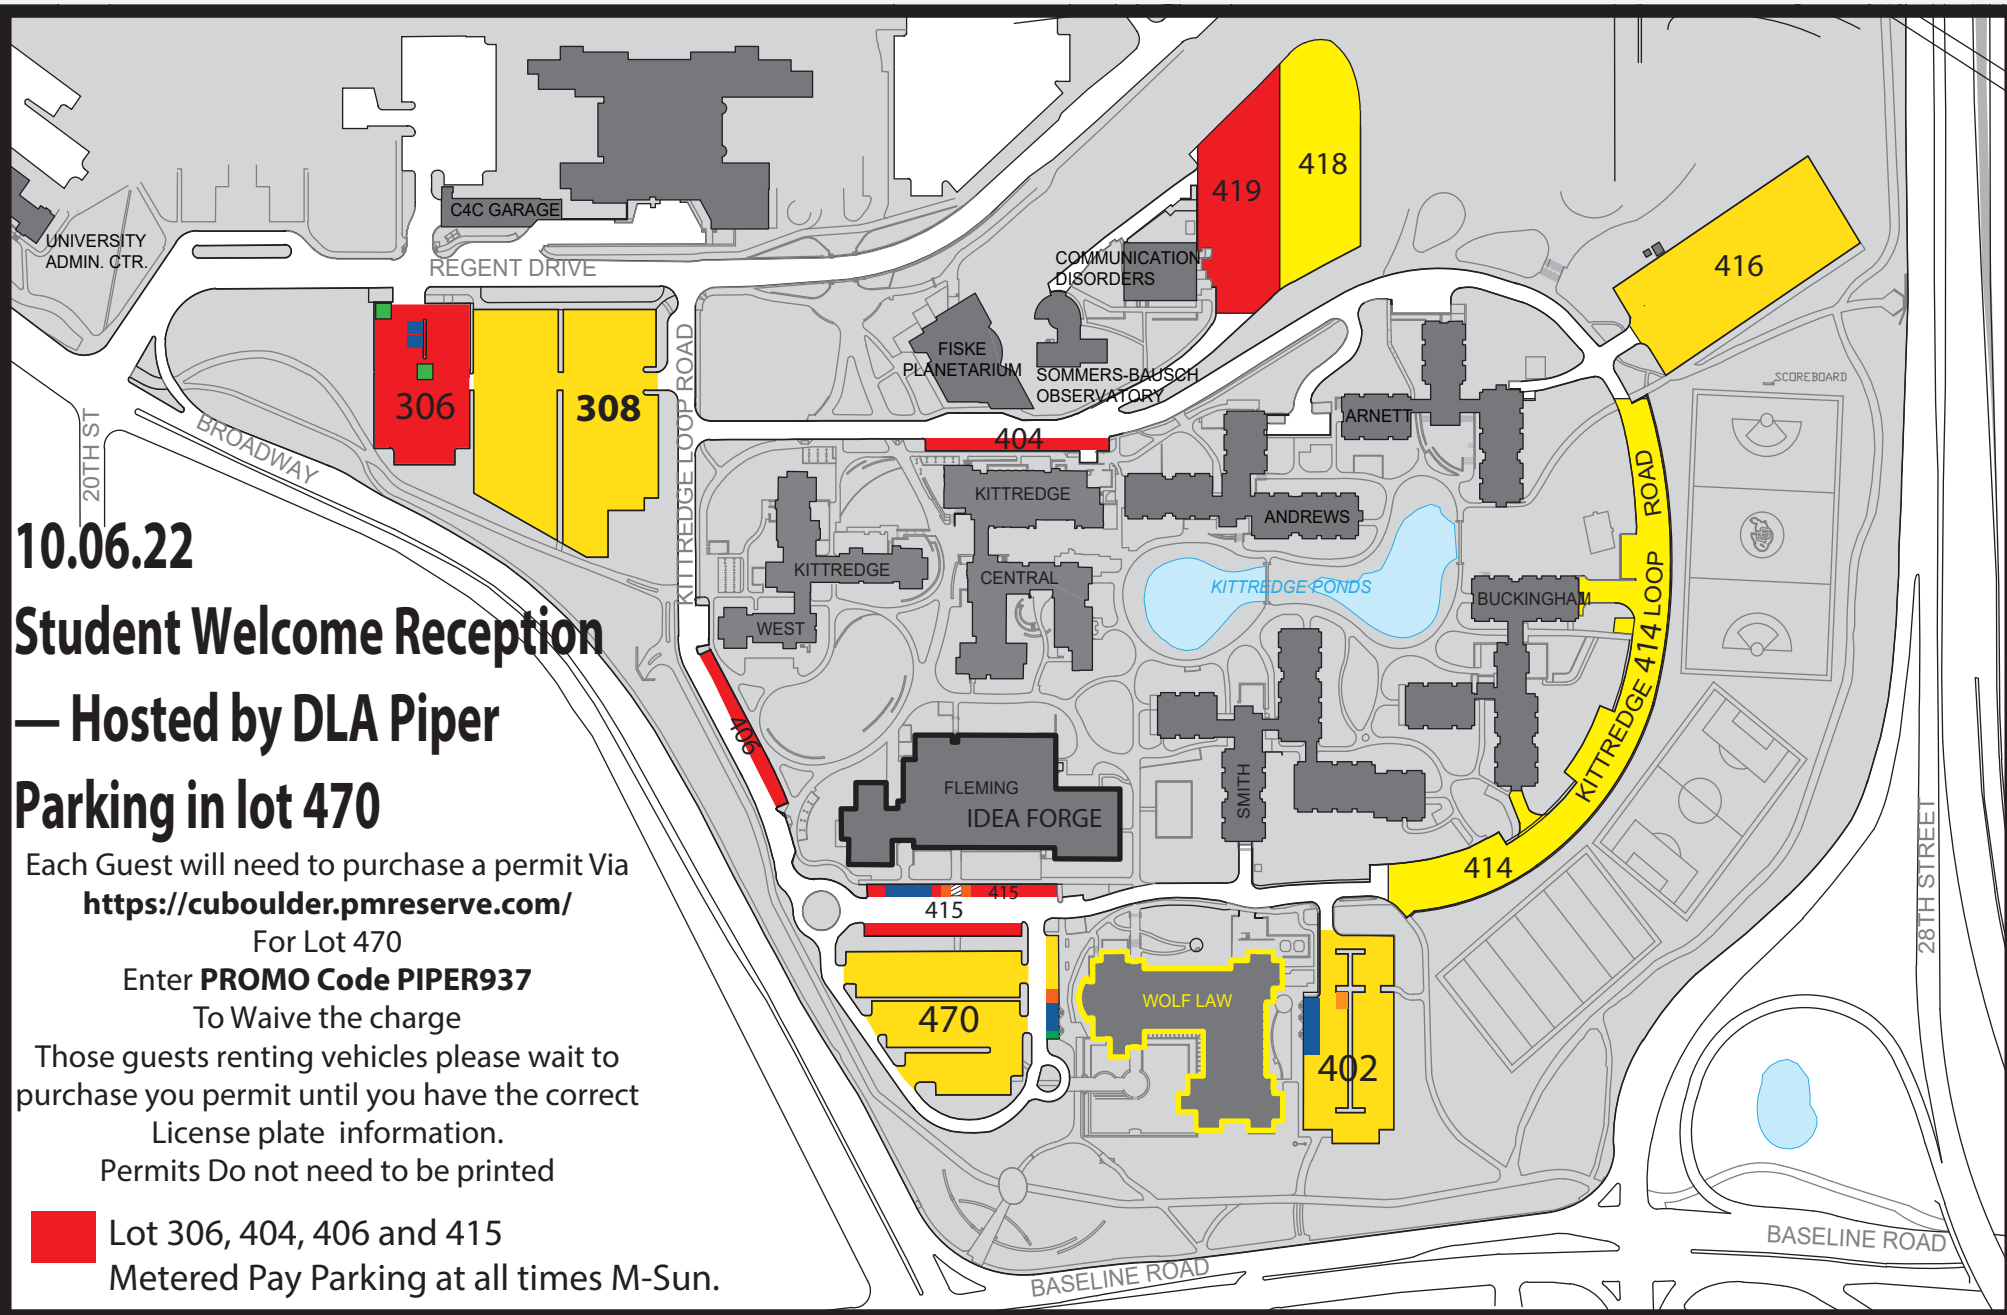 10.06.22
Student Welcome Reception
— Hosted by DLA Piper
Parking in lot 470
Each Guest will need to purchase a permit Via
https://cuboulder.pmreserve.com/
For Lot 470
Enter PROMO Code PIPER937
To Waive the charge
Those guests renting vehicles please wait to
purchase you permit until you have the correct
License plate information.
Permits Do not need to be printed
Lot 306, 404, 406 and 415
Metered Pay Parking at all times M-Sun.
UNIVERSITY
ADMIN. CTR.
C4C GARAGE
REGENT DRIVE
20TH ST
BROADWAY
306
308
KITTREDGE LOOP ROAD
FISKE
PLANETARIUM
SOMMERS-BAUSCH
OBSERVATORY
COMMUNICATION
DISORDERS
419
418
416
SCOREBOARD
404
KITTREDGE
CENTRAL
KITTREDGE
WEST
ARNETT
ANDREWS
KITTREDGE PONDS
BUCKINGHAM
KITTREDGE 414 LOOP ROAD
414
SMITH
406
FLEMING
IDEA FORGE
415
415
470
WOLF LAW
402
28TH STREET
BASELINE ROAD
BASELINE ROAD